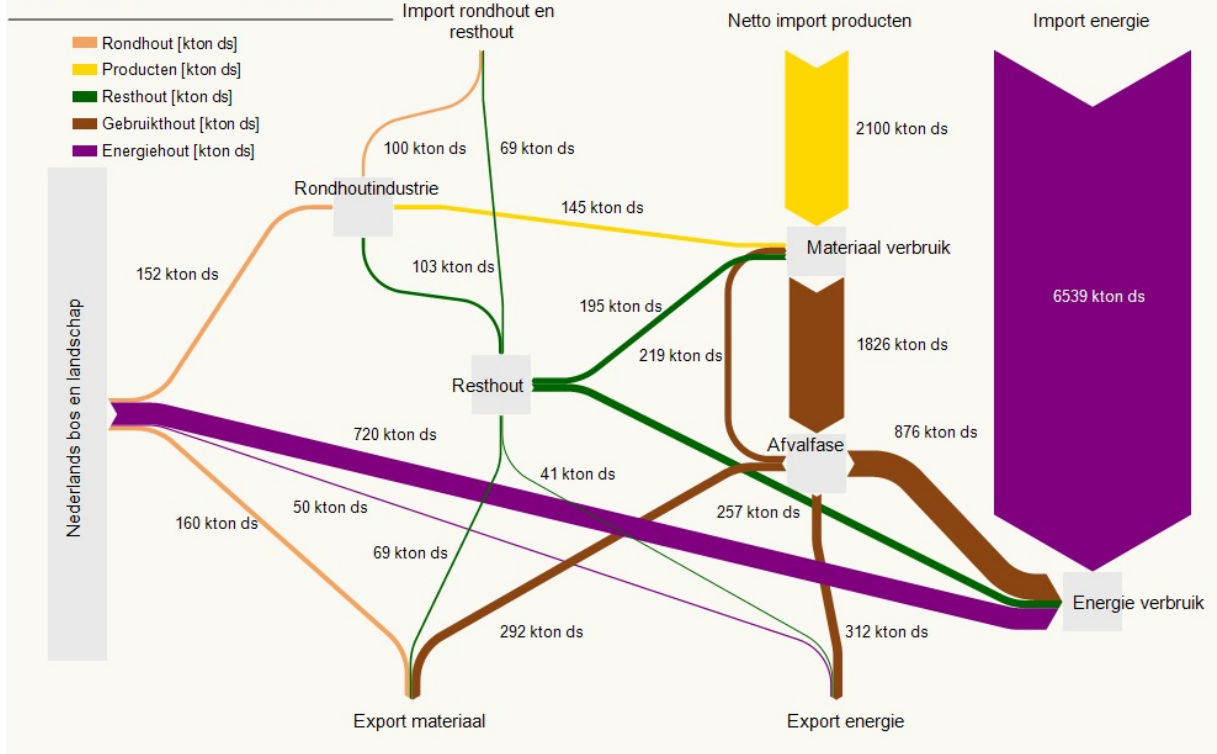 Import rondhout en
resthout
Netto import producten
Import energie
Rondhout [kton ds]
Producten [kton ds]
Resthout [kton ds]
Gebruikthout [kton ds]
Energiehout [kton ds]
100 kton ds
69 kton ds
2100 kton ds
Rondhoutindustrie
145 kton ds
Materiaal verbruik
152 kton ds
103 kton ds
195 kton ds
6539 kton ds
219 kton ds
1826 kton ds
Resthout
Nederlands bos en landschap
720 kton ds
Afvalfase
876 kton ds
41 kton ds
50 kton ds
257 kton ds
160 kton ds
69 kton ds
Energie verbruik
292 kton ds
312 kton ds
Export materiaal
Export energie